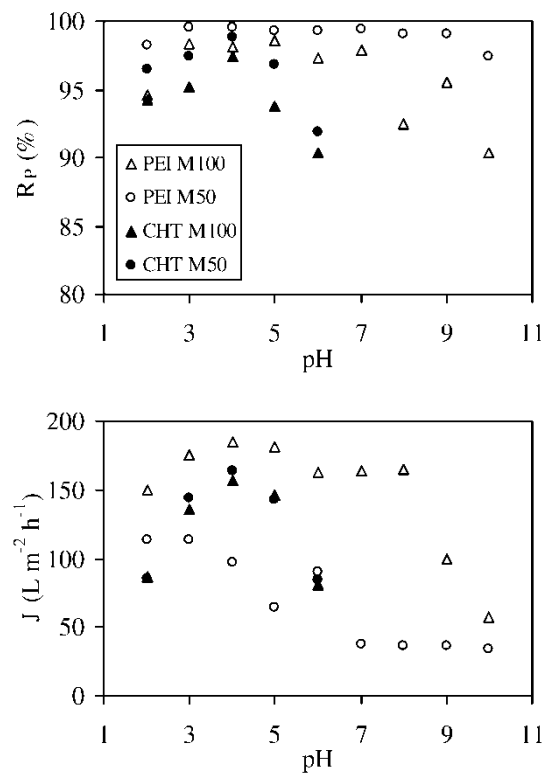 100
95
90
85
80
R_P (%)
△ PEI M100
○ PEI M50
▲ CHT M100
● CHT M50
1 3 5 7 9 11
pH
200
150
100
50
0
J (L m⁻² h⁻¹)
1 3 5 7 9 11
pH